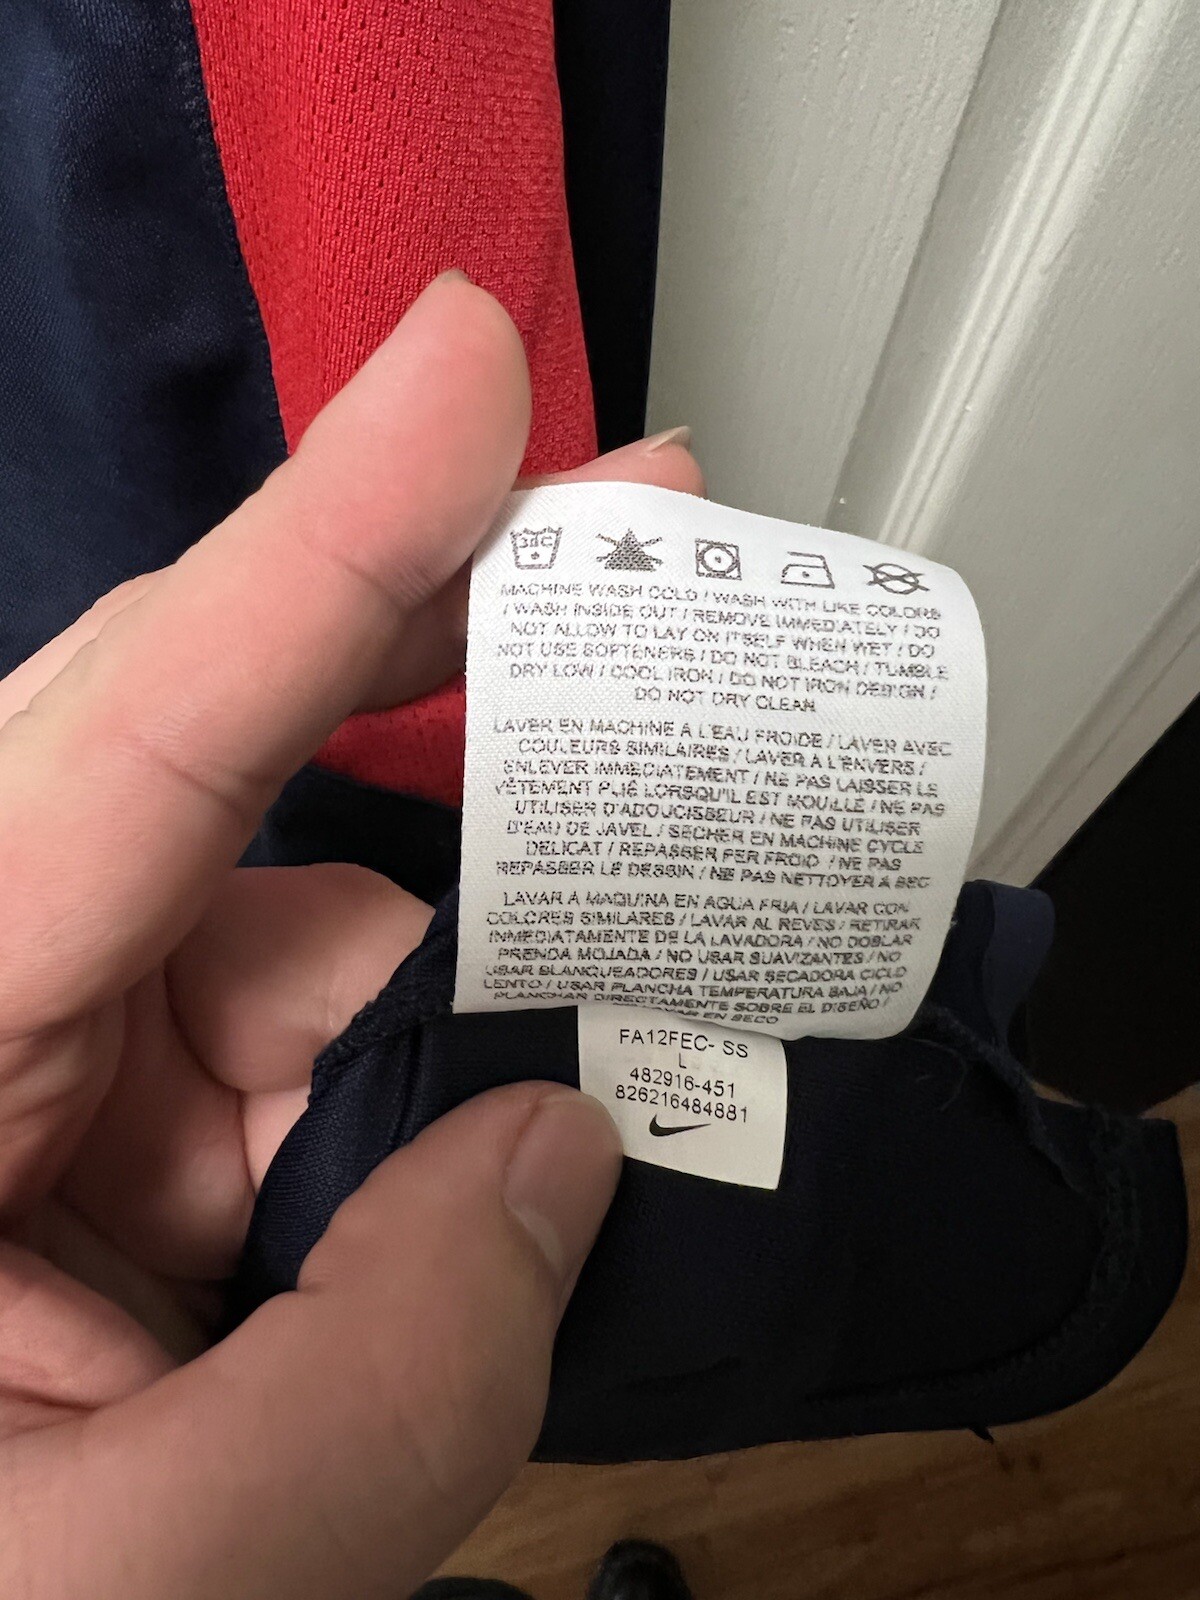 30C
MACHINE WASH COLD / WASH WITH LIKE COLORS
/ WASH INSIDE OUT / REMOVE IMMEDIATELY / DO
NOT ALLOW TO LAY ON ITSELF WHEN WET / DO
NOT USE SOFTENERS / DO NOT BLEACH / TUMBLE
DRY LOW / COOL IRON / DO NOT IRON DESIGN /
DO NOT DRY CLEAN
LAVER EN MACHINE A L'EAU FROIDE / LAVER AVEC
COULEURS SIMILAIRES / LAVER A L'ENVERS /
ENLEVER IMMEDIATEMENT / NE PAS LAISSER LE
VÊTEMENT PLIÉ LORSQU'IL EST MOUILLÉ / NE PAS
UTILISER D'ADOUCISSEUR / NE PAS UTILISER
D'EAU DE JAVEL / SECHER EN MACHINE CYCLE
DELICAT / REPASSER FER FROID / NE PAS
REPASSER LE DESSIN / NE PAS NETTOYER A SEC
LAVAR A MAQUINA EN AGUA FRIA / LAVAR CON
COLORES SIMILARES / LAVAR AL REVES / RETIRAR
INMEDIATAMENTE DE LA LAVADORA / NO DOBLAR
PRENDA MOJADA / NO USAR SUAVIZANTES / NO
USAR BLANQUEADORES / USAR SECADORA CICLO
LENTO / USAR PLANCHA TEMPERATURA BAJA / NO
PLANCHAR DIRECTAMENTE SOBRE EL DISEÑO /
EN SECO
FA12FEC- SS
L
482916-451
826216484881